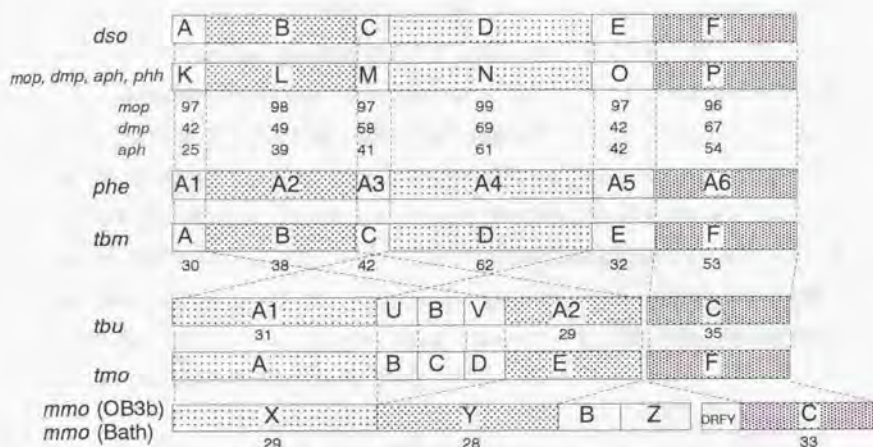 dso A B C D E F
mop, dmp, aph, phh K L M N O P
mop 97 98 97 99 97 96
dmp 42 49 58 69 42 67
aph 25 39 41 61 42 54
phe A1 A2 A3 A4 A5 A6
tbm A B C D E F
30 38 42 62 32 53
tbu A1 U B V A2 C
31 29 35
tmo A B C D E F
mmo (OB3b) X Y B Z ORFY C
mmo (Bath)
29 28 33